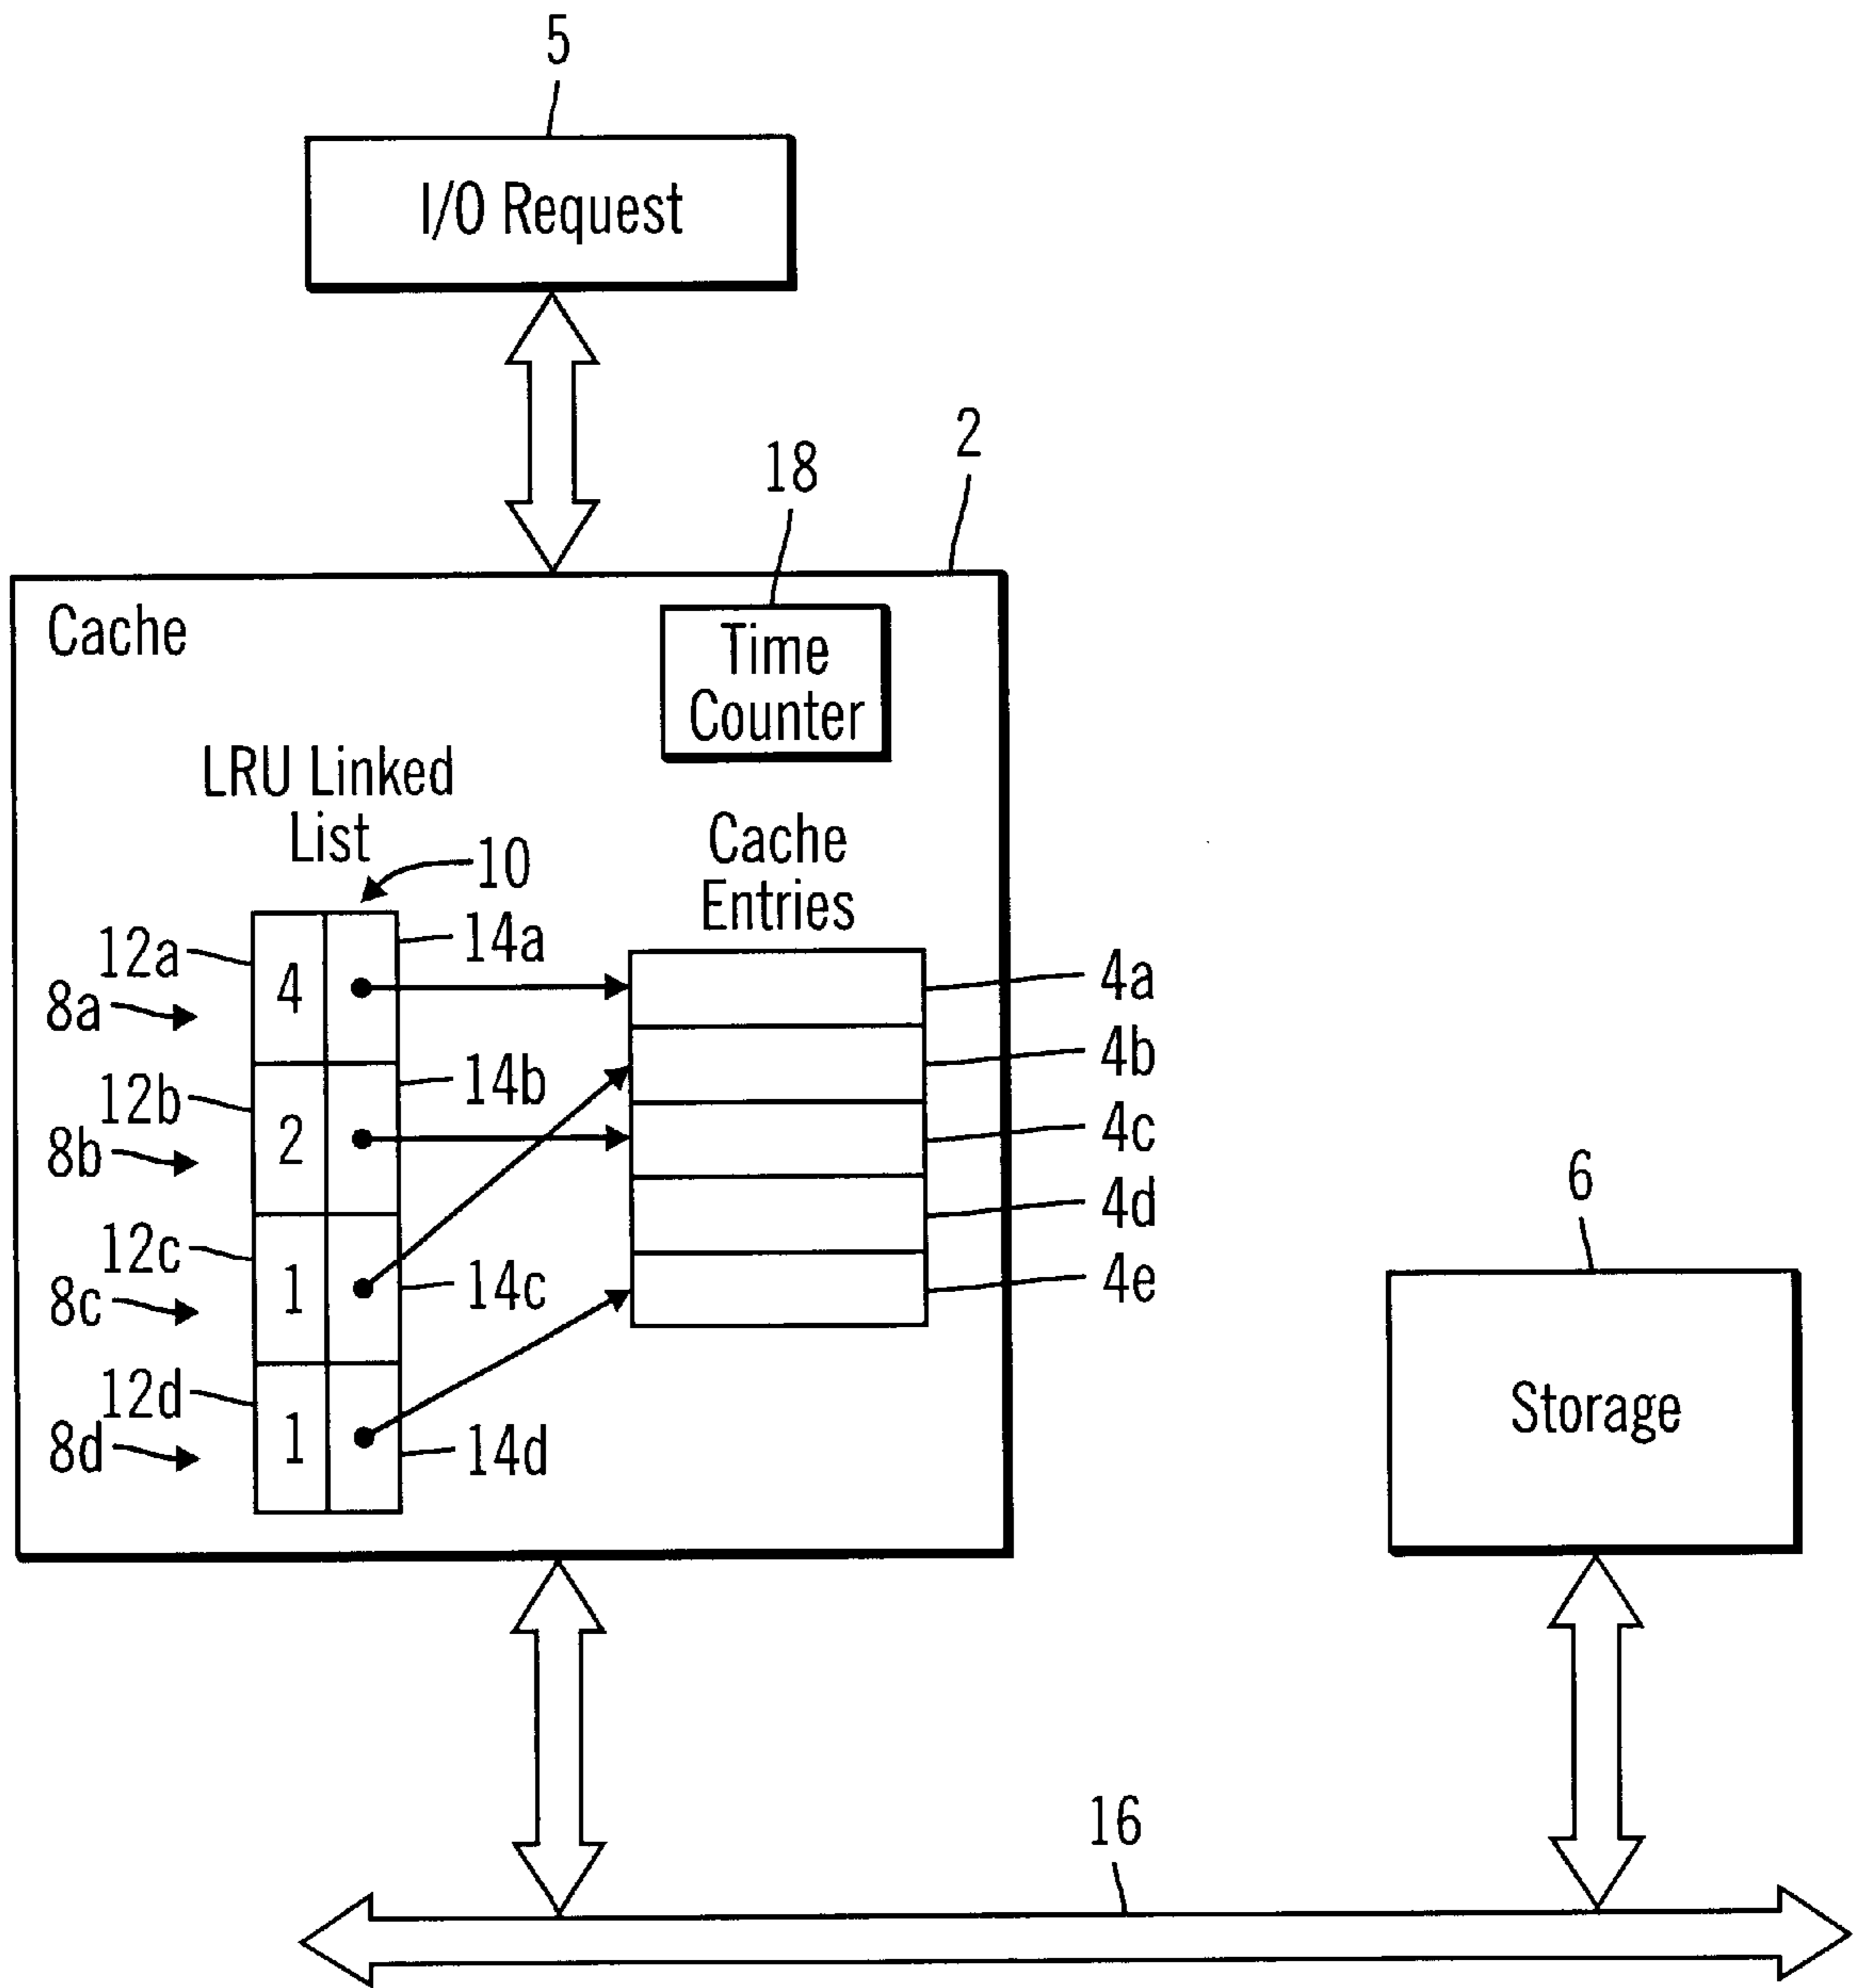 5
I/O Request
2
18
Cache
Time
Counter
LRU Linked
List
10
Cache
Entries
12a
4
14a
4a
8a
4b
12b
2
14b
4c
8b
4d
6
12c
1
14c
4e
8c
Storage
12d
1
14d
8d
16